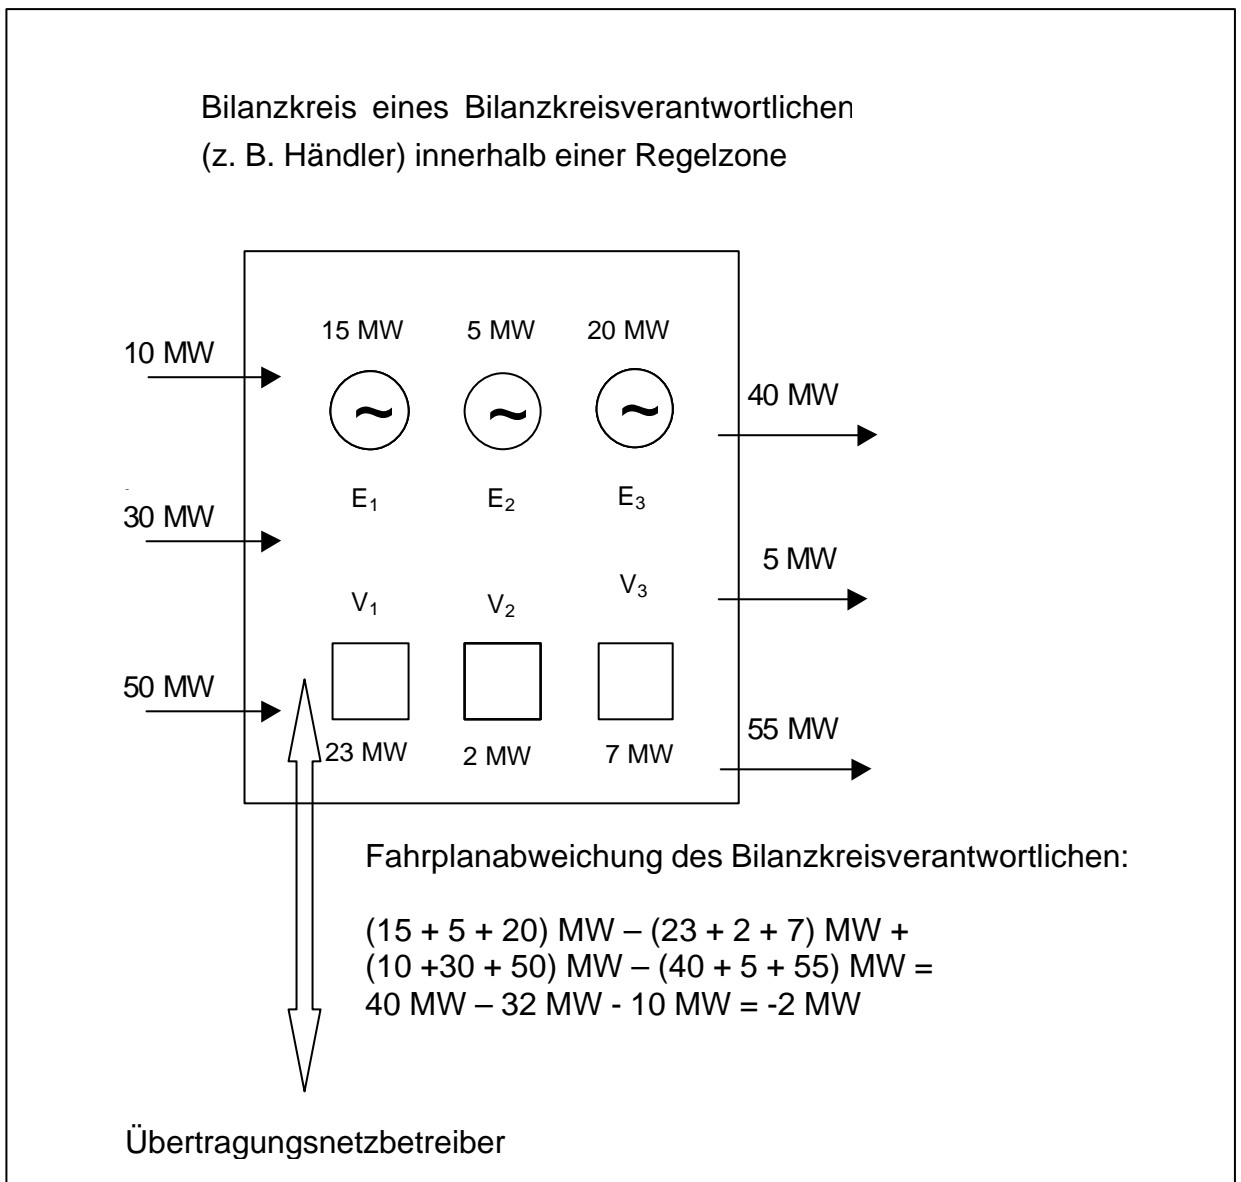 Bilanzkreis eines Bilanzkreisverantwortlichen
(z. B. Händler) innerhalb einer Regelzone
15 MW 5 MW 20 MW
10 MW
40 MW
~ ~ ~
E₁ E₂ E₃
30 MW
5 MW
V₁ V₂ V₃
50 MW
55 MW
23 MW 2 MW 7 MW
Fahrplanabweichung des Bilanzkreisverantwortlichen:
(15 + 5 + 20) MW – (23 + 2 + 7) MW +
(10 +30 + 50) MW – (40 + 5 + 55) MW =
40 MW – 32 MW - 10 MW = -2 MW
Übertragungsnetzbetreiber